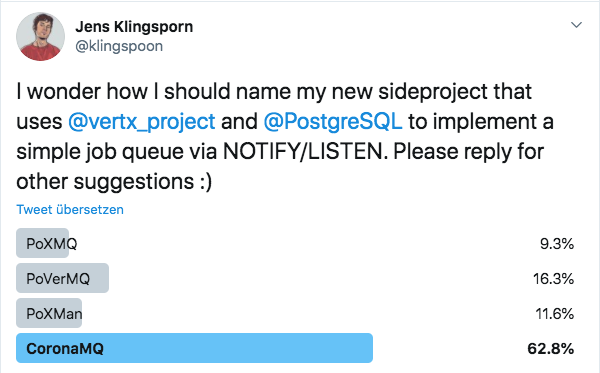 Jens Klingsporn
@klingspoon
I wonder how I should name my new sideproject that
uses @vertx_project and @PostgreSQL to implement a
simple job queue via NOTIFY/LISTEN. Please reply for
other suggestions :)
Tweet übersetzen
PoXMQ 9.3%
PoVerMQ 16.3%
PoXMan 11.6%
CoronaMQ 62.8%